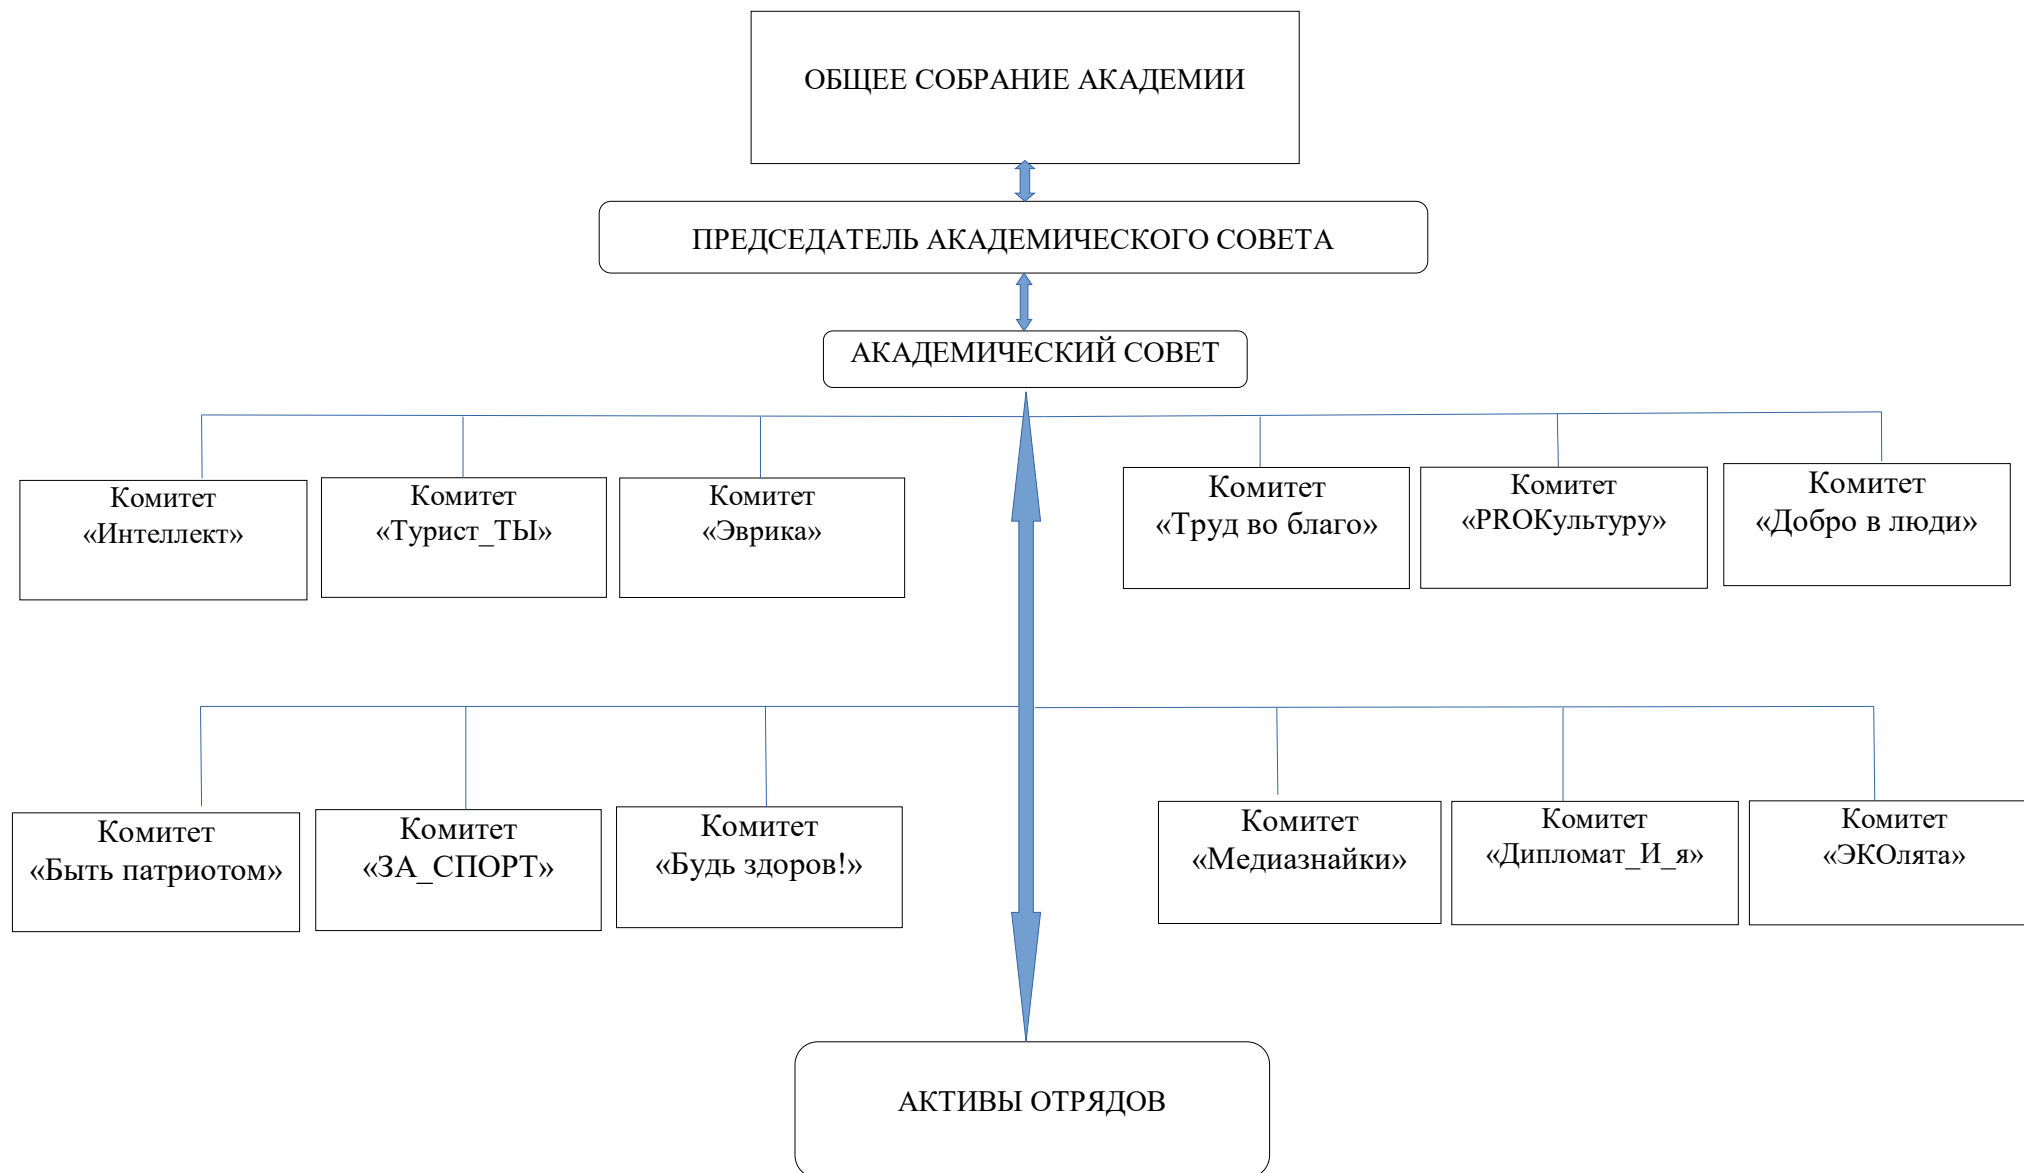 ОБЩЕЕ СОБРАНИЕ АКАДЕМИИ
ПРЕДСЕДАТЕЛЬ АКАДЕМИЧЕСКОГО СОВЕТА
АКАДЕМИЧЕСКИЙ СОВЕТ
Комитет
«Интеллект»
Комитет
«Турист_ТЫ»
Комитет
«Эврика»
Комитет
«Труд во благо»
Комитет
«PROКультуру»
Комитет
«Добро в люди»
Комитет
«Быть патриотом»
Комитет
«ЗА_СПОРТ»
Комитет
«Будь здоров!»
Комитет
«Медиазнайки»
Комитет
«Дипломат_И_я»
Комитет
«ЭКОлята»
АКТИВЫ ОТРЯДОВ